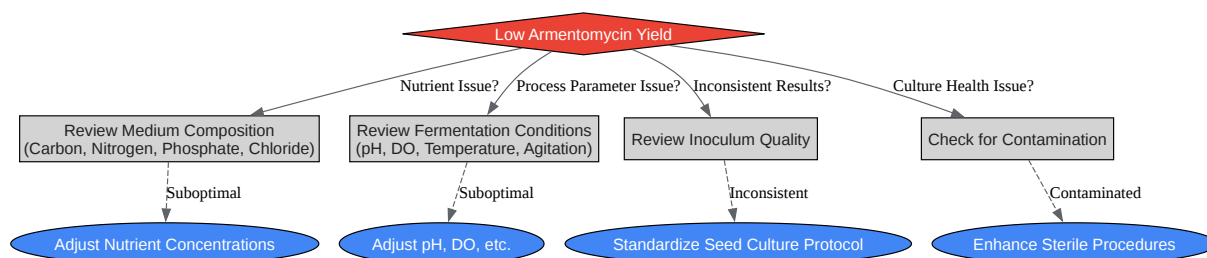 Low Armentomycin Yield
Nutrient Issue?
Process Parameter Issue?
Inconsistent Results?
Culture Health Issue?
Review Medium Composition
(Carbon, Nitrogen, Phosphate, Chloride)
Review Fermentation Conditions
(pH, DO, Temperature, Agitation)
Review Inoculum Quality
Check for Contamination
Suboptimal
Suboptimal
Inconsistent
Contaminated
Adjust Nutrient Concentrations
Adjust pH, DO, etc.
Standardize Seed Culture Protocol
Enhance Sterile Procedures